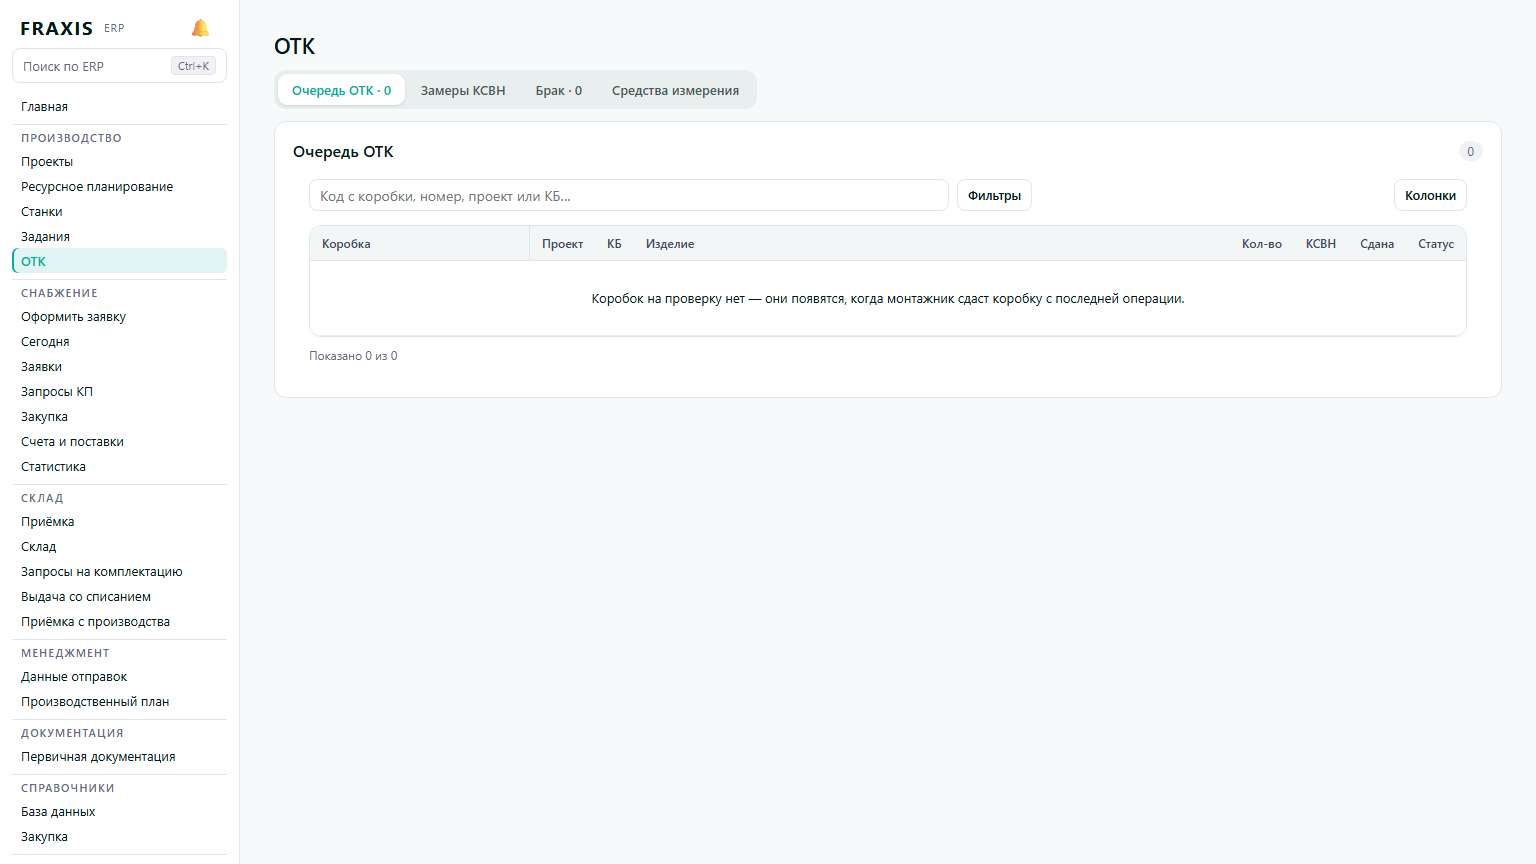 FRAXIS ERP
Поиск по ERP Ctrl+K
Главная
ПРОИЗВОДСТВО
Проекты
Ресурсное планирование
Станки
Задания
ОТК
СНАБЖЕНИЕ
Оформить заявку
Сегодня
Заявки
Запросы КП
Закупка
Счета и поставки
Статистика
СКЛАД
Приёмка
Склад
Запросы на комплектацию
Выдача со списанием
Приёмка с производства
МЕНЕДЖМЕНТ
Данные отправок
Производственный план
ДОКУМЕНТАЦИЯ
Первичная документация
СПРАВОЧНИКИ
База данных
Закупка
ОТК
Очередь ОТК · 0 Замеры КСВН Брак · 0 Средства измерения
Очередь ОТК 0
Код с коробки, номер, проект или КБ... Фильтры Колонки
Коробка Проект КБ Изделие Кол-во КСВН Сдана Статус
Коробок на проверку нет — они появятся, когда монтажник сдаст коробку с последней операции.
Показано 0 из 0